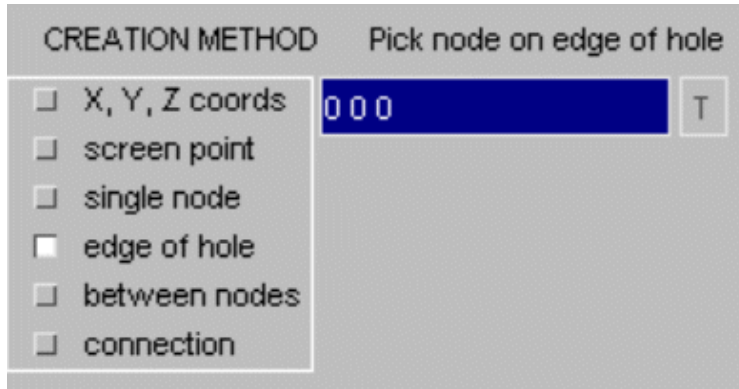 CREATION METHOD Pick node on edge of hole
X, Y, Z coords 0 0 0 T
screen point
single node
edge of hole
between nodes
connection